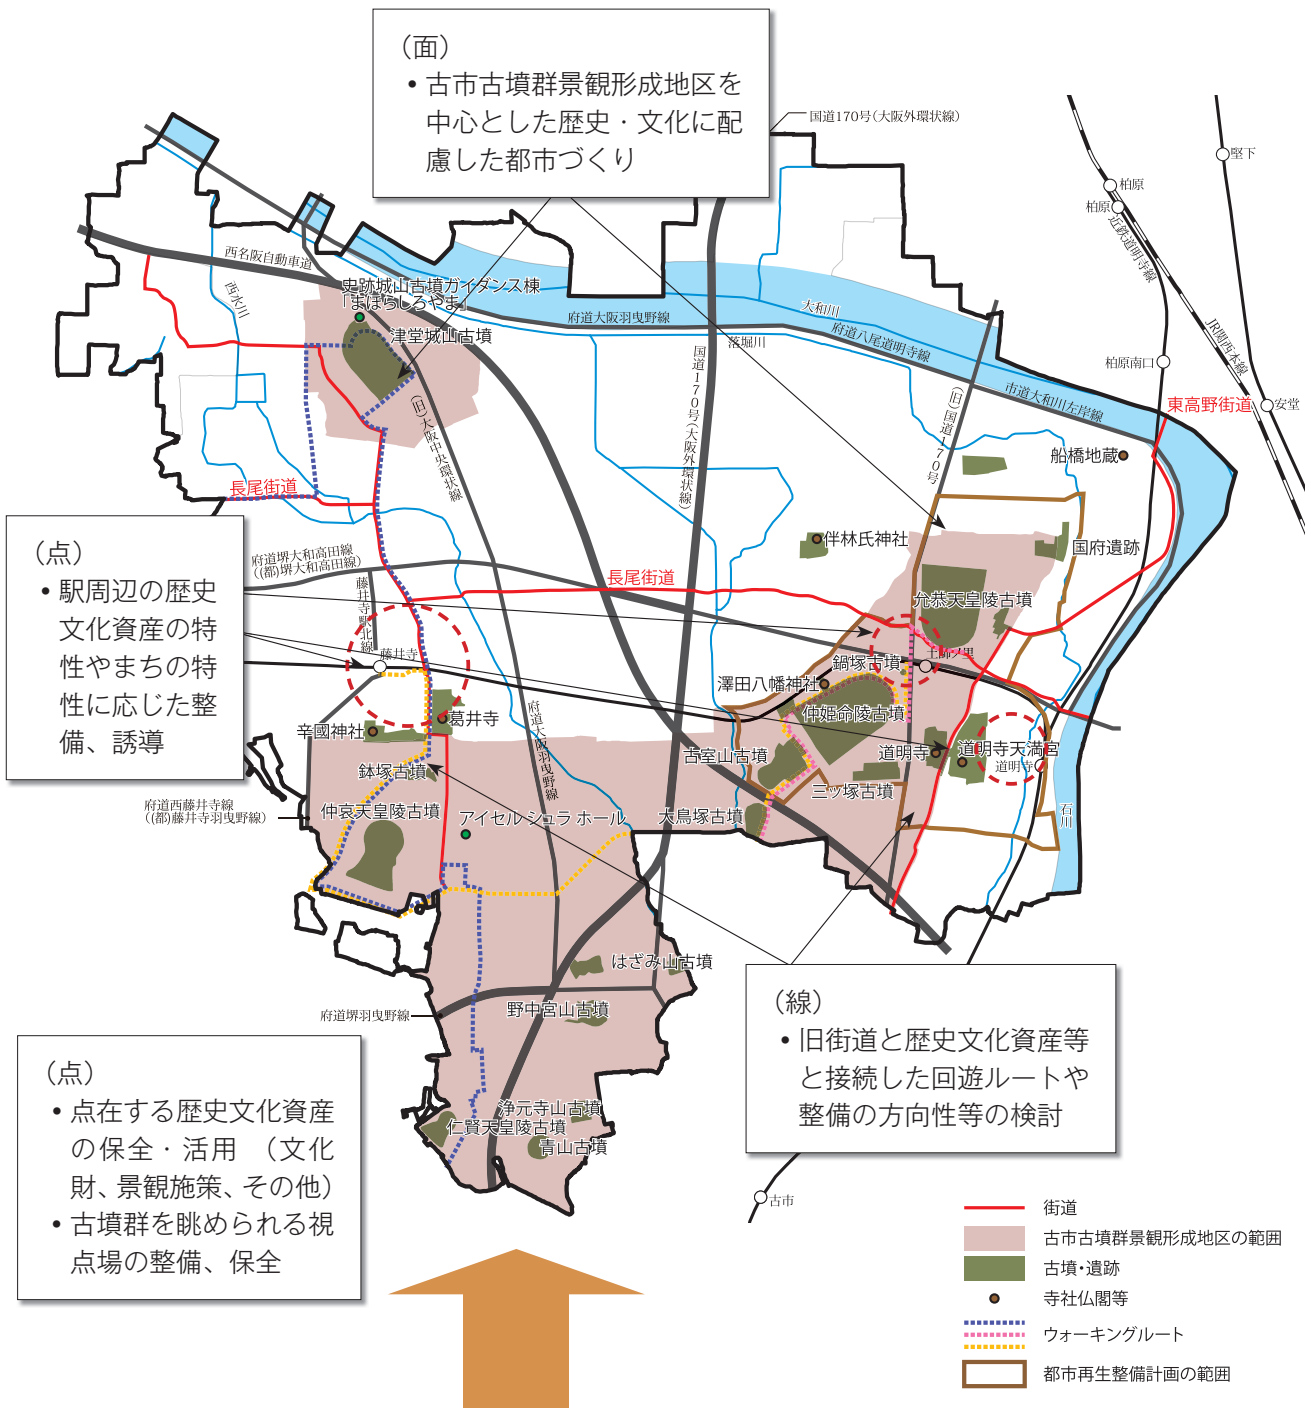 （面）
・古市古墳群景観形成地区を
中心とした歴史・文化に配
慮した都市づくり
国道170号(大阪外環状線)
堅下
柏原
柏原
近鉄道明寺線
JR関西本線
西名阪自動車道
西水川
史跡城山古墳ガイダンス棟
「まほらしろやま」
津堂城山古墳
府道大阪羽曳野線
大和川
落堀川
府道八尾道明寺線
柏原南口
市道大和川左岸線
東高野街道
安堂
国道170号(大阪外環状線)
(旧)国道170号
(旧)大阪中央環状線
船橋地蔵
長尾街道
（点）
・駅周辺の歴史
文化資産の特
性やまちの特
性に応じた整
備、誘導
府道堺大和高田線
((都)堺大和高田線)
藤井寺駅北線
長尾街道
伴林氏神社
国府遺跡
允恭天皇陵古墳
藤井寺
鍋塚古墳
土師ノ里
澤田八幡神社
仲姫命陵古墳
葛井寺
辛國神社
府道大阪羽曳野線
古室山古墳
道明寺
道明寺天満宮
道明寺
鉢塚古墳
三ッ塚古墳
府道西藤井寺線
((都)藤井寺羽曳野線)
仲哀天皇陵古墳
アイセル シュラ ホール
大鳥塚古墳
石川
はざみ山古墳
野中宮山古墳
府道堺羽曳野線
（線）
・旧街道と歴史文化資産等
と接続した回遊ルートや
整備の方向性等の検討
（点）
・点在する歴史文化資産
の保全・活用　（文化
財、景観施策、その他）
・古墳群を眺められる視
点場の整備、保全
浄元寺山古墳
仁賢天皇陵古墳
青山古墳
古市
街道
古市古墳群景観形成地区の範囲
古墳・遺跡
寺社仏閣等
ウォーキングルート
都市再生整備計画の範囲